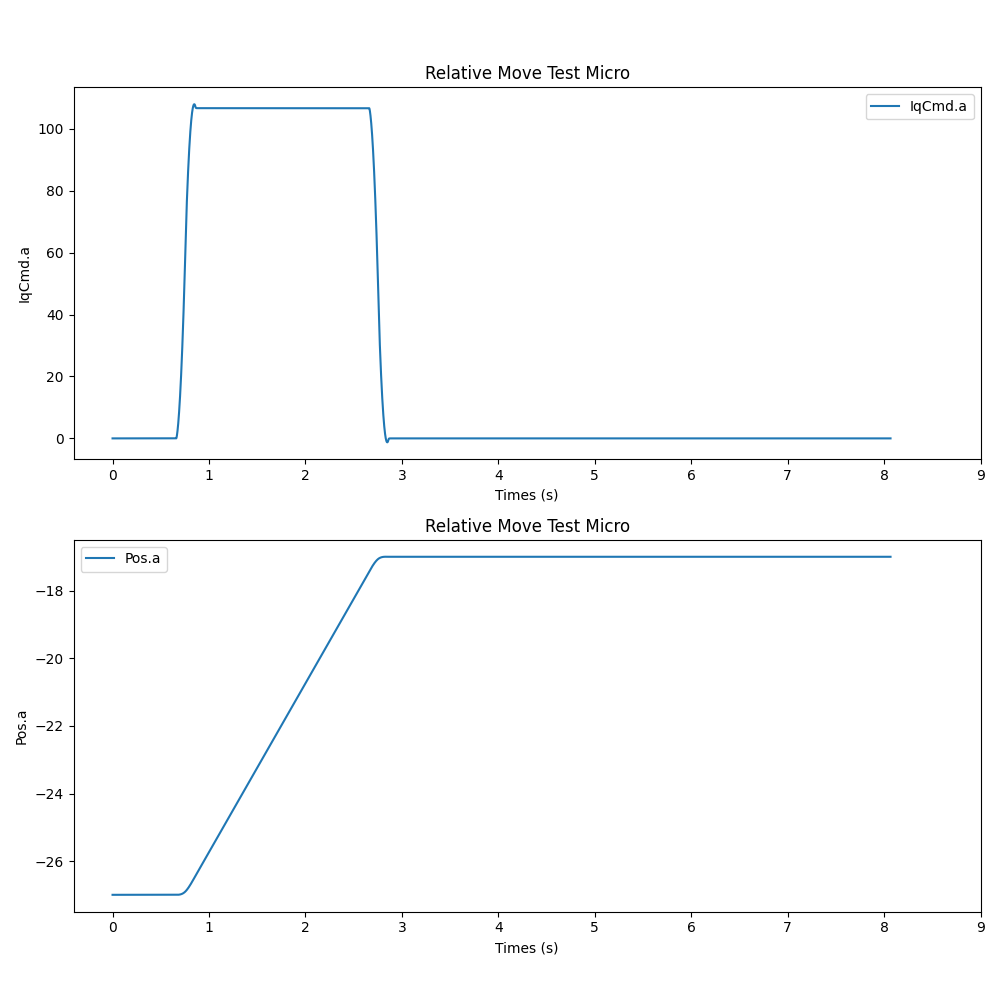 Relative Move Test Micro
IqCmd.a
100
80
60
40
20
0
IqCmd.a
0 1 2 3 4 5 6 7 8 9
Times (s)
Relative Move Test Micro
Pos.a
−18
−20
−22
−24
−26
Pos.a
0 1 2 3 4 5 6 7 8 9
Times (s)